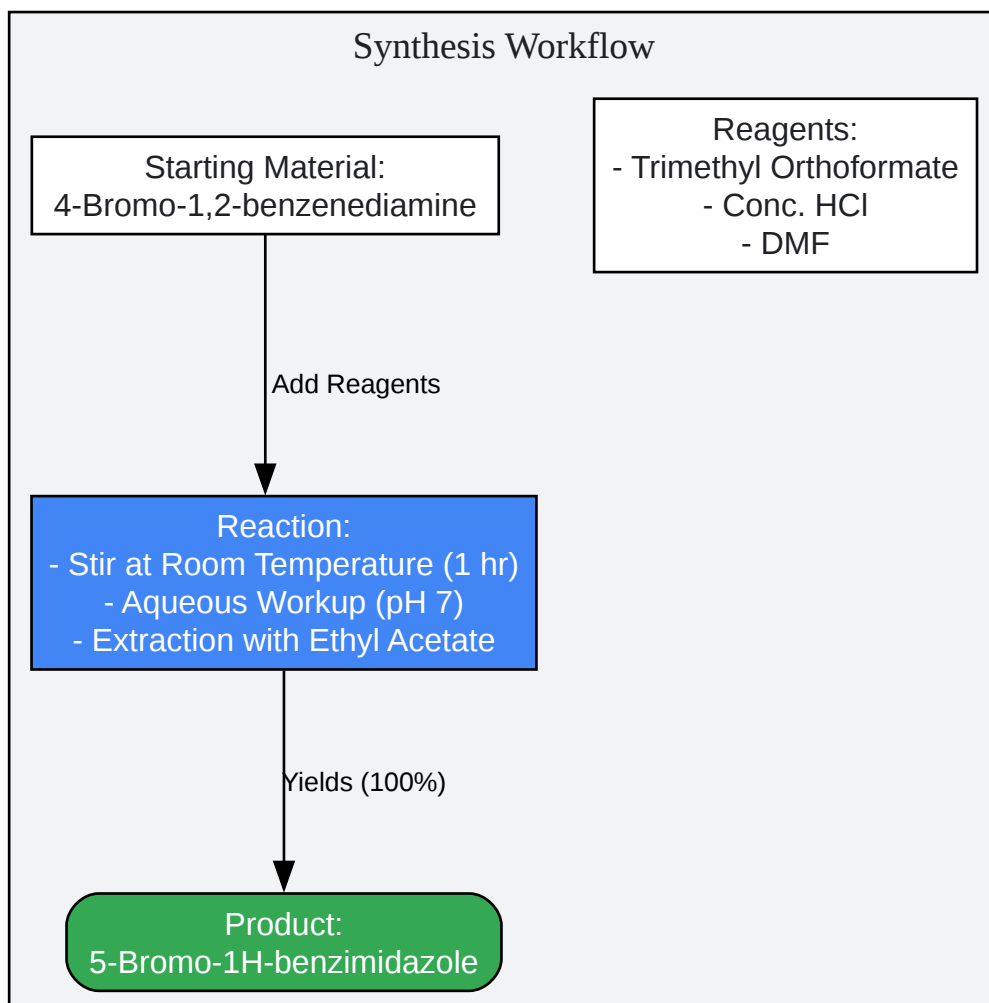 Synthesis Workflow
Starting Material:
4-Bromo-1,2-benzenediamine
Reagents:
- Trimethyl Orthoformate
- Conc. HCl
- DMF
Add Reagents
Reaction:
- Stir at Room Temperature (1 hr)
- Aqueous Workup (pH 7)
- Extraction with Ethyl Acetate
Yields (100%)
Product:
5-Bromo-1H-benzimidazole